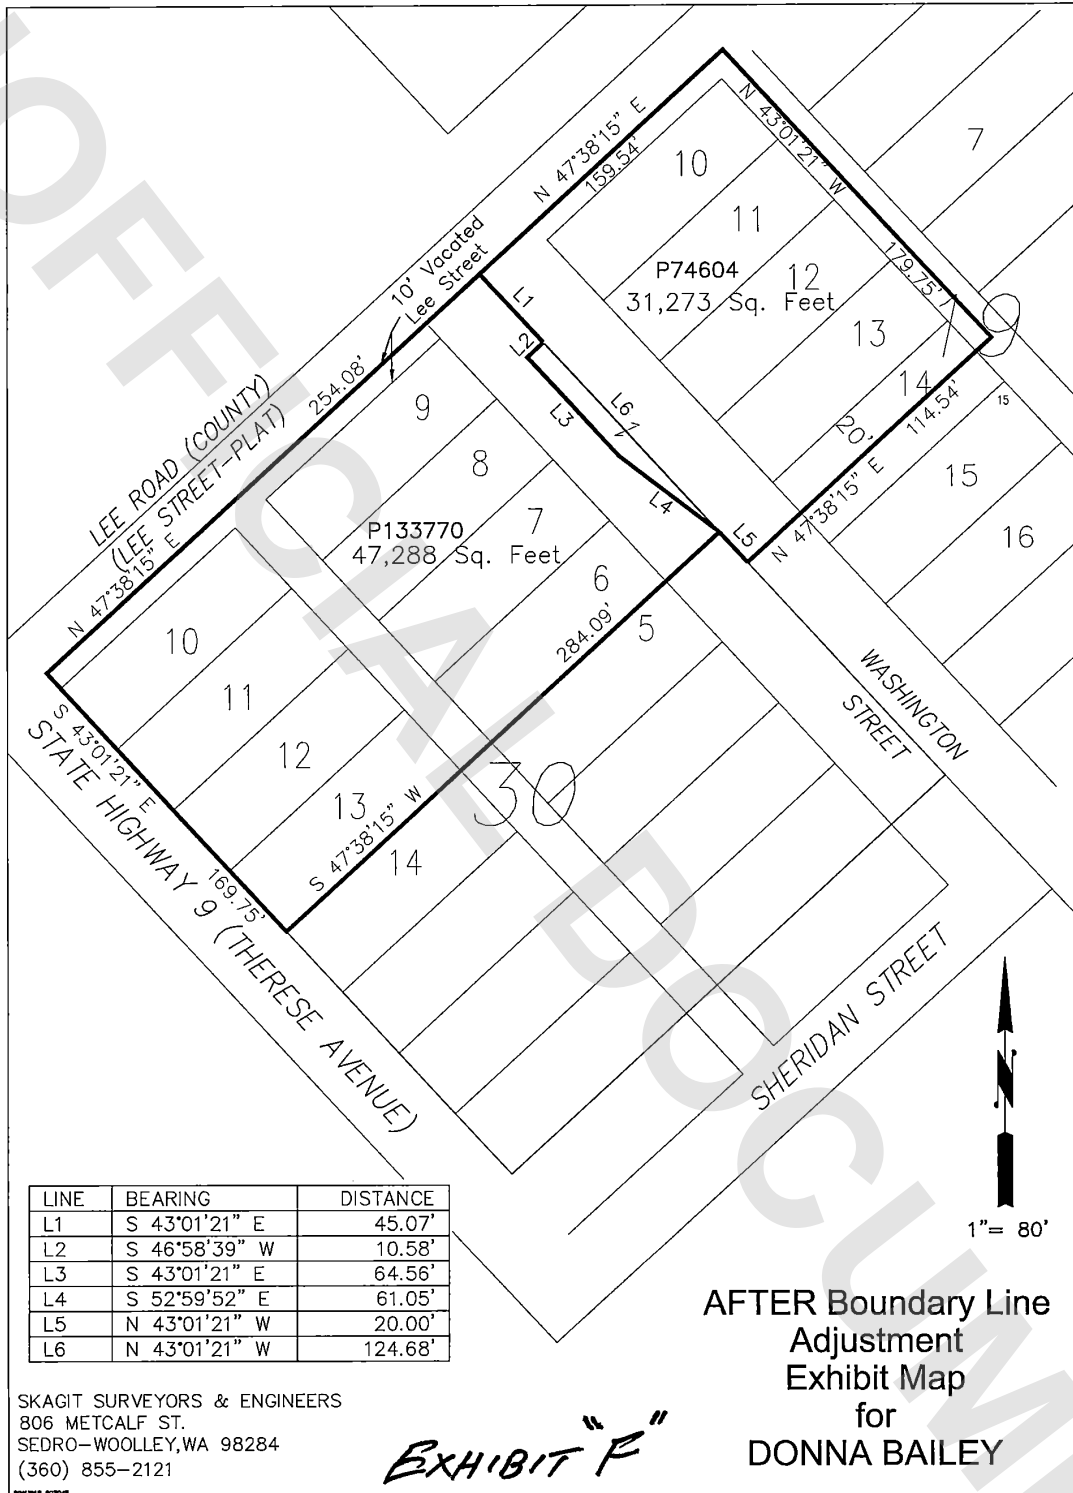 N 47°38'15" E
159.54'
N 43°01'21" W
179.75'
7
10
11
P74604
31,273 Sq. Feet
12
13
14
19
10' Vacated
Lee Street
L1
L2
L3
L6
L4
L5
20'
114.54'
N 47°38'15" E
15
15
16
254.08'
LEE ROAD (COUNTY)
(LEE STREET-PLAT)
N 47°38'15" E
9
8
7
P133770
47,288 Sq. Feet
6
5
284.09'
10
11
12
13
14
30
S 47°38'15" W
S 43°01'21" E
169.75'
STATE HIGHWAY 9 (THERESE AVENUE)
WASHINGTON
STREET
SHERIDAN STREET
N
1"= 80'
LINE BEARING DISTANCE
L1 S 43°01'21" E 45.07'
L2 S 46°58'39" W 10.58'
L3 S 43°01'21" E 64.56'
L4 S 52°59'52" E 61.05'
L5 N 43°01'21" W 20.00'
L6 N 43°01'21" W 124.68'
SKAGIT SURVEYORS & ENGINEERS
806 METCALF ST.
SEDRO-WOOLLEY,WA 98284
(360) 855-2121
EXHIBIT "F"
AFTER Boundary Line
Adjustment
Exhibit Map
for
DONNA BAILEY